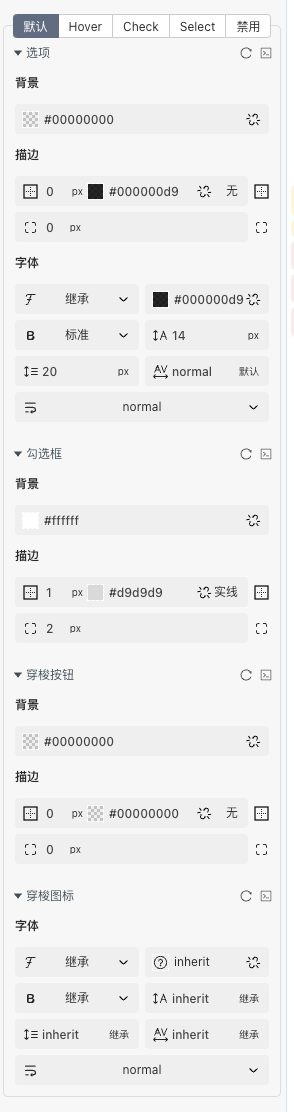 默认 Hover Check Select 禁用
选项
背景
#00000000
描边
0 px #000000d9 无
0 px
字体
继承 #000000d9
B 标准 A 14 px
20 px AV normal 默认
normal
勾选框
背景
#ffffff
描边
1 px #d9d9d9 实线
2 px
穿梭按钮
背景
#00000000
描边
0 px #00000000 无
0 px
穿梭图标
字体
继承 inherit
B 继承 A inherit 继承
inherit 继承 AV inherit 继承
normal